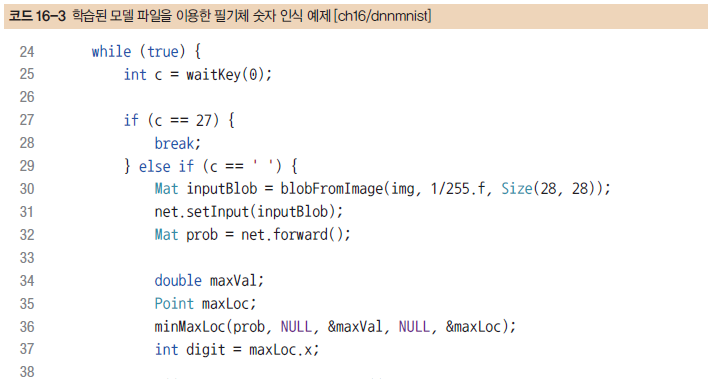 코드 16-3 학습된 모델 파일을 이용한 필기체 숫자 인식 예제 [ch16/dnnmnist]
24 while (true) {
25 int c = waitKey(0);
26
27 if (c == 27) {
28 break;
29 } else if (c == ' ') {
30 Mat inputBlob = blobFromImage(img, 1/255.f, Size(28, 28));
31 net.setInput(inputBlob);
32 Mat prob = net.forward();
33
34 double maxVal;
35 Point maxLoc;
36 minMaxLoc(prob, NULL, &maxVal, NULL, &maxLoc);
37 int digit = maxLoc.x;
38